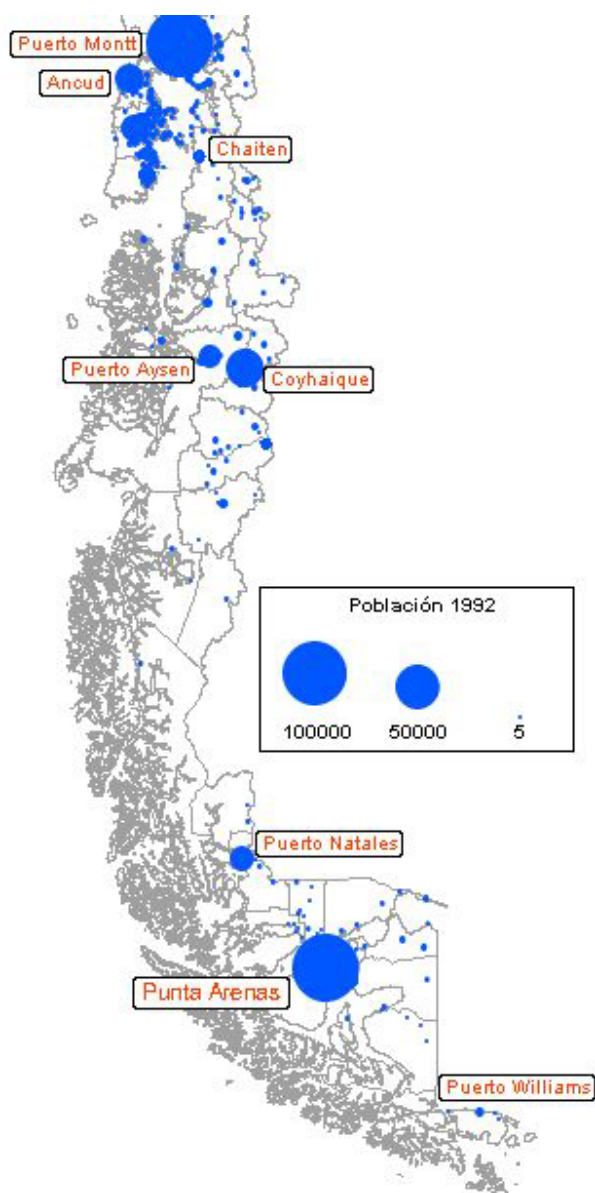 Puerto Montt
Ancud
Chaiten
Puerto Aysen
Coyhaique
Población 1992
100000 50000 5
Puerto Natales
Punta Arenas
Puerto Williams